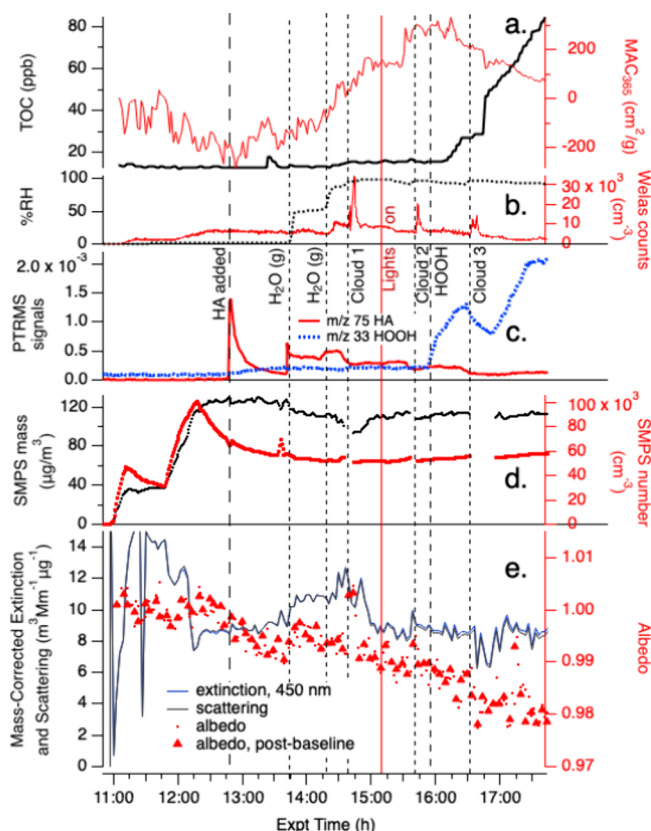 a.
TOC (ppb)
80
60
40
20
MAC365 (cm2/g)
200
0
-200
b.
%RH
100
50
0
on
Welas counts
(cm-3)
30 x 10³
20
10
0
c.
PTRMS
signals
2.0 x 10-3
1.5
1.0
0.5
0.0
HA added
H2O (g)
H2O (g)
Cloud 1
Lights
Cloud 2
HOOH
Cloud 3
m/z 75 HA
m/z 33 HOOH
d.
SMPS mass
(µg/m3)
120
80
40
0
SMPS number
(cm-3)
100 x 10³
80
60
40
20
0
e.
Mass-Corrected Extinction
and Scattering (m3Mm-1 µg-1)
14
12
10
8
6
4
2
0
Albedo
1.01
1.00
0.99
0.98
0.97
extinction, 450 nm
scattering
albedo
albedo, post-baseline
11:00 12:00 13:00 14:00 15:00 16:00 17:00
Expt Time (h)